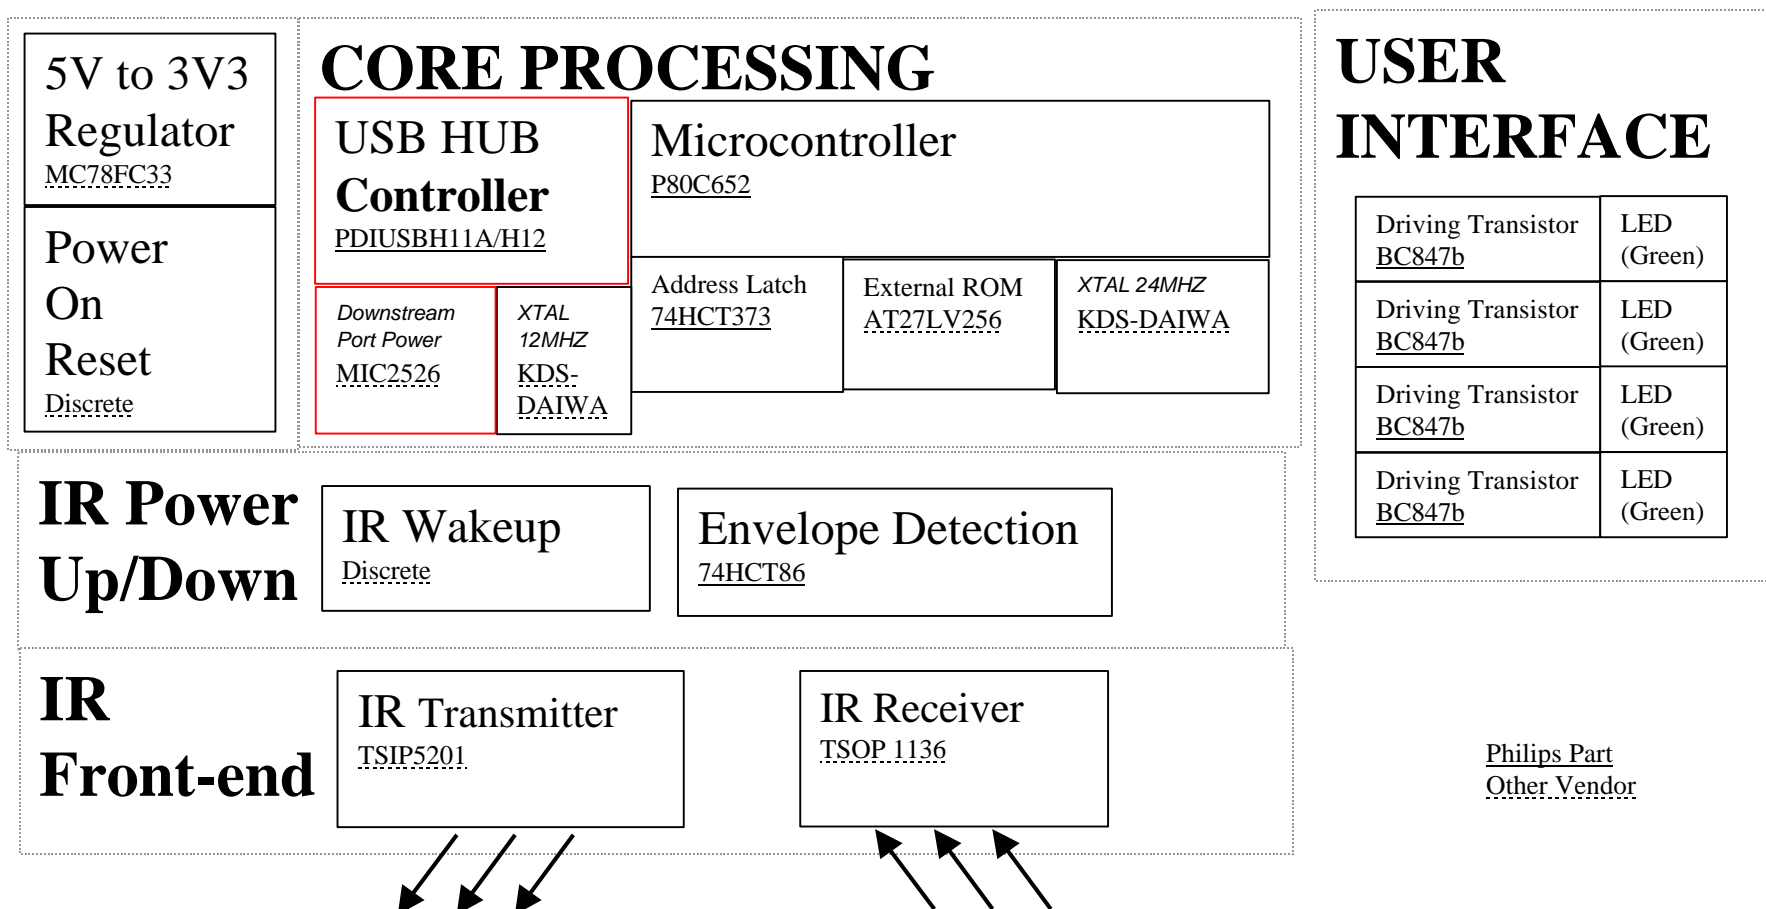 5V to 3V3
Regulator
MC78FC33
Power
On
Reset
Discrete
CORE PROCESSING
USB HUB
Controller
PDIUSBH11A/H12
Microcontroller
P80C652
Downstream
Port Power
MIC2526
XTAL
12MHZ
KDS-
DAIWA
Address Latch
74HCT373
External ROM
AT27LV256
XTAL 24MHZ
KDS-DAIWA
USER
INTERFACE
Driving Transistor
BC847b
LED
(Green)
Driving Transistor
BC847b
LED
(Green)
Driving Transistor
BC847b
LED
(Green)
Driving Transistor
BC847b
LED
(Green)
IR Power
Up/Down
IR Wakeup
Discrete
Envelope Detection
74HCT86
IR
Front-end
IR Transmitter
TSIP5201
IR Receiver
TSOP 1136
Philips Part
Other Vendor